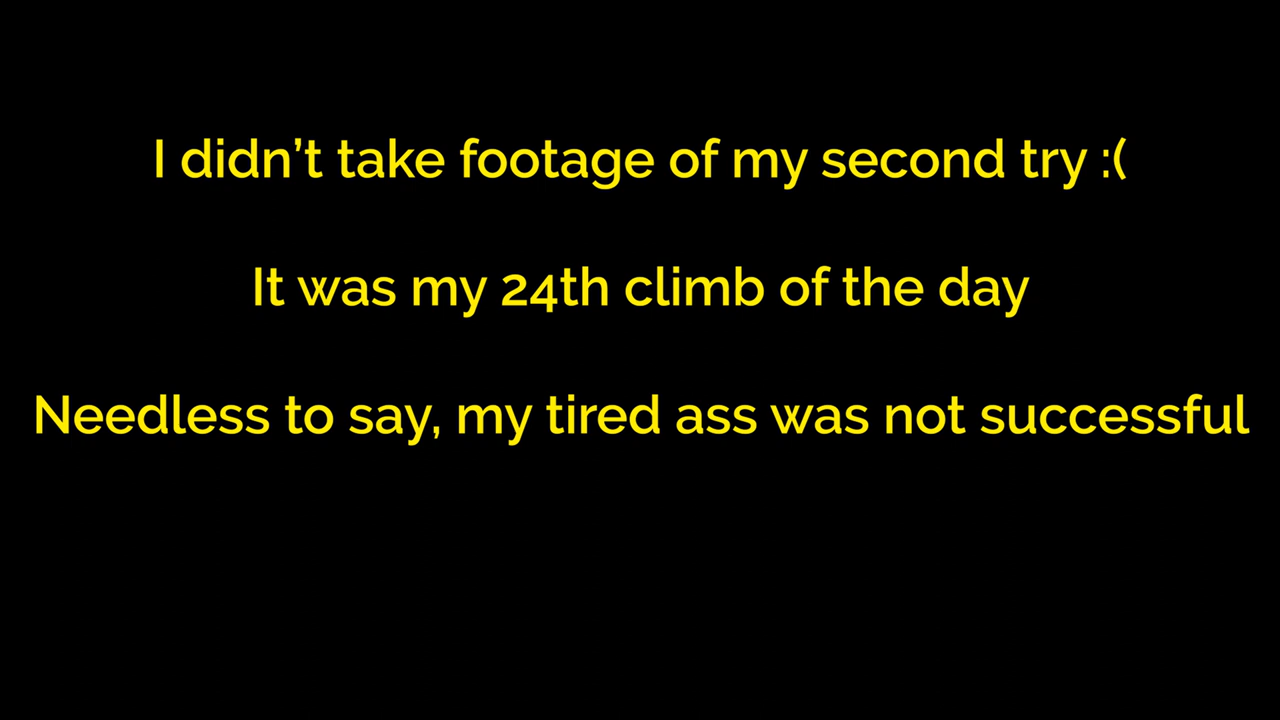 I didn’t take footage of my second try :(
It was my 24th climb of the day
Needless to say, my tired ass was not successful